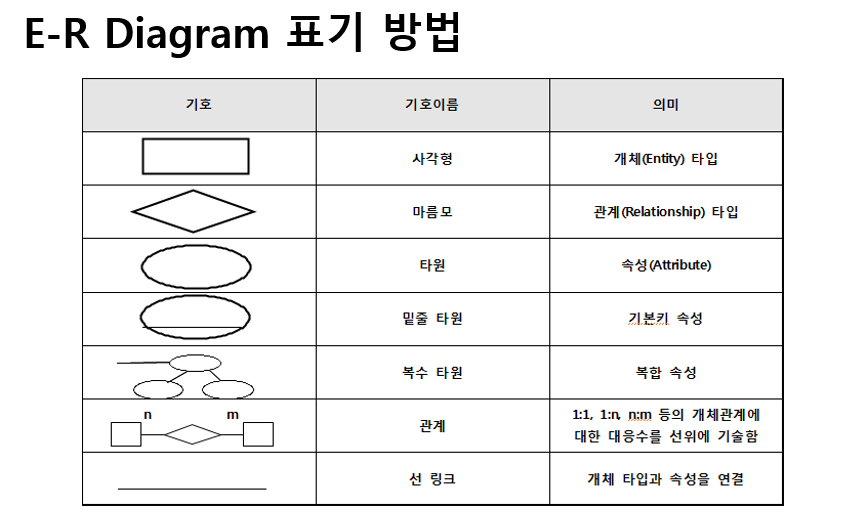 E-R Diagram 표기 방법
기호 기호이름 의미
사각형 개체(Entity) 타입
마름모 관계(Relationship) 타입
타원 속성(Attribute)
밑줄 타원 기본키 속성
복수 타원 복합 속성
n m 관계 1:1, 1:n, n:m 등의 개체관계에
대한 대응수를 선위에 기술함
선 링크 개체 타입과 속성을 연결